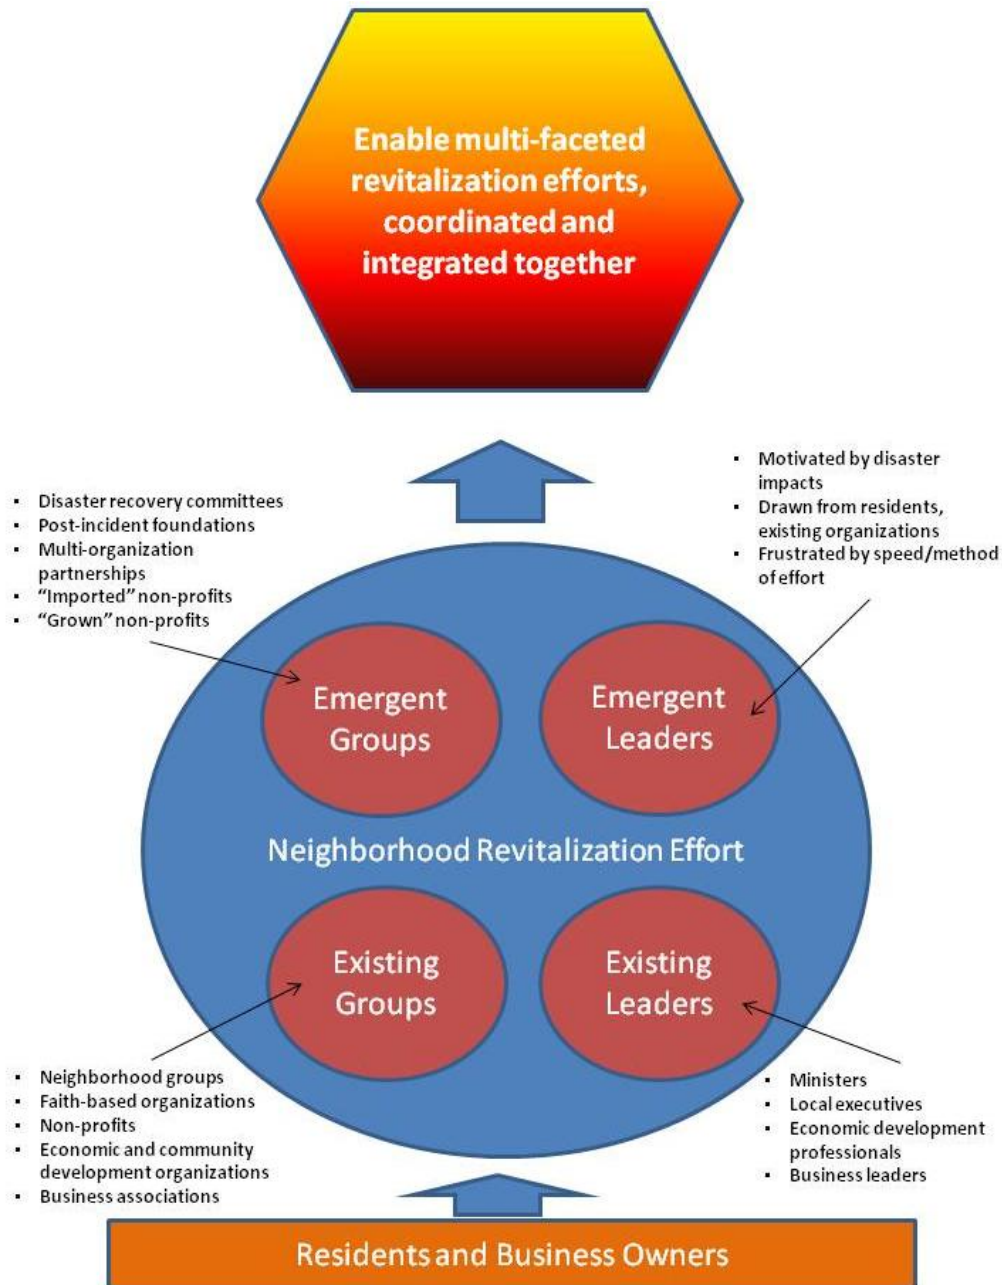 Enable multi-faceted
revitalization efforts,
coordinated and
integrated together
▪ Disaster recovery committees
▪ Post-incident foundations
▪ Multi-organization
partnerships
▪ “Imported” non-profits
▪ “Grown” non-profits
▪ Motivated by disaster
impacts
▪ Drawn from residents,
existing organizations
▪ Frustrated by speed/method
of effort
Emergent
Groups
Emergent
Leaders
Neighborhood Revitalization Effort
Existing
Groups
Existing
Leaders
▪ Neighborhood groups
▪ Faith-based organizations
▪ Non-profits
▪ Economic and community
development organizations
▪ Business associations
▪ Ministers
▪ Local executives
▪ Economic development
professionals
▪ Business leaders
Residents and Business Owners